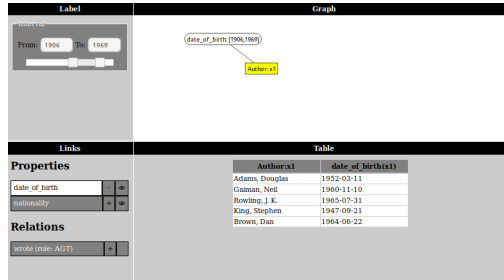 Label
Graph
Interval
From: 1906 To: 1969
date_of_birth: [1906,1969]
Author:x1
Links
Table
Properties
date_of_birth - 
nationality +
Relations
wrote (role: AGT) +
Author:x1 date_of_birth(x1)
Adams, Douglas 1952-03-11
Gaiman, Neil 1960-11-10
Rowling, J. K. 1965-07-31
King, Stephen 1947-09-21
Brown, Dan 1964-06-22